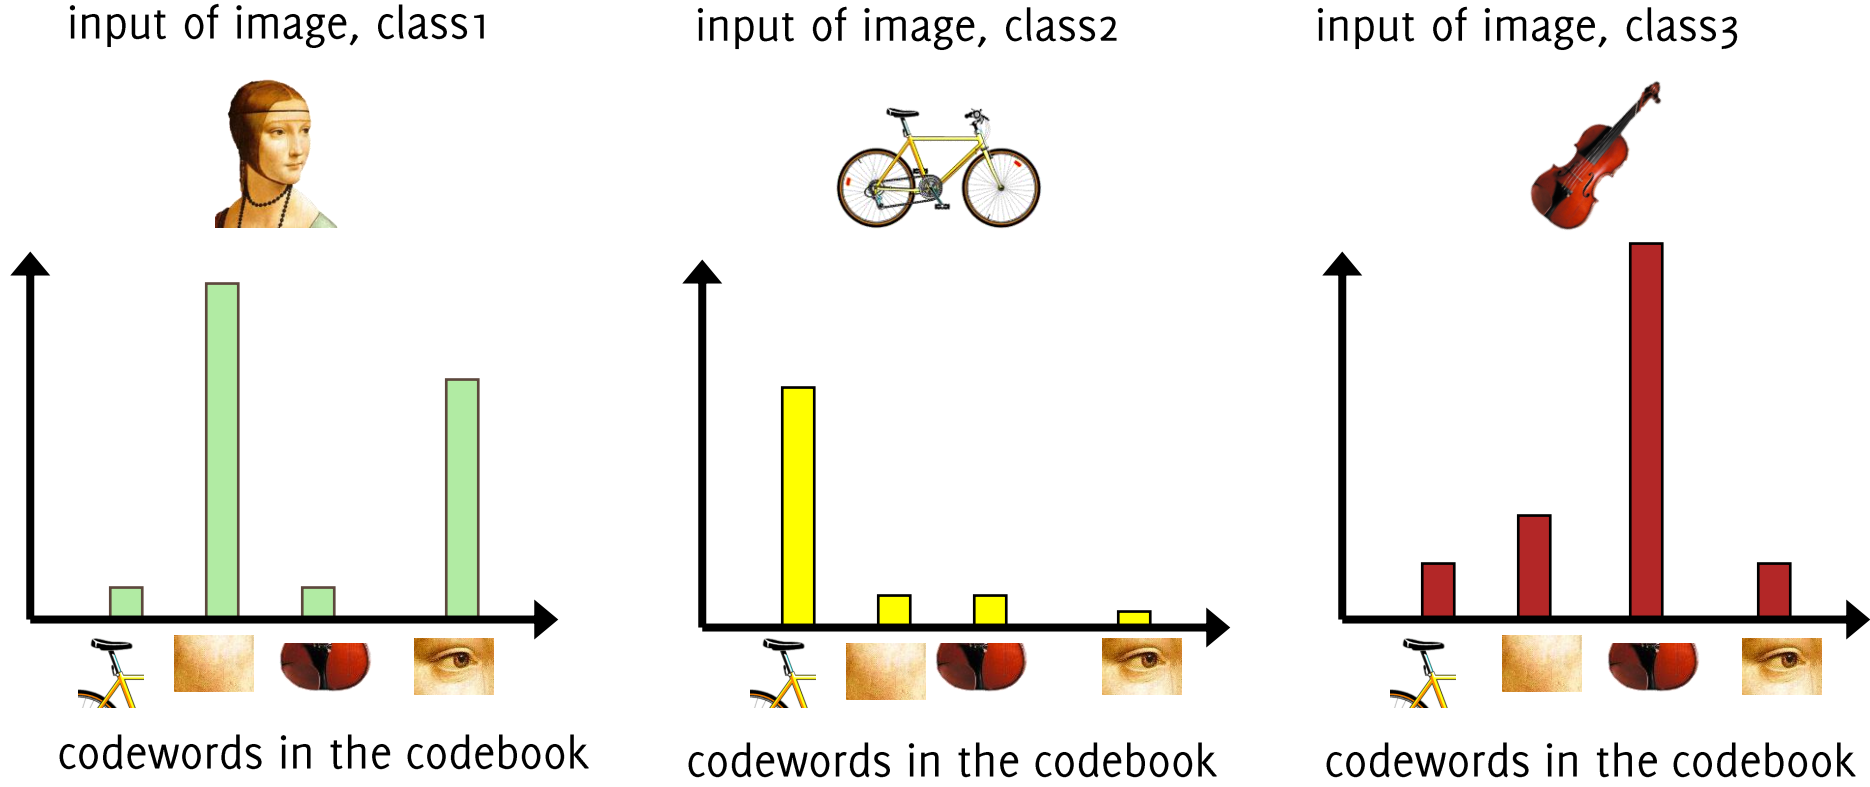 input of image, class1
input of image, class2
input of image, class3
codewords in the codebook
codewords in the codebook
codewords in the codebook